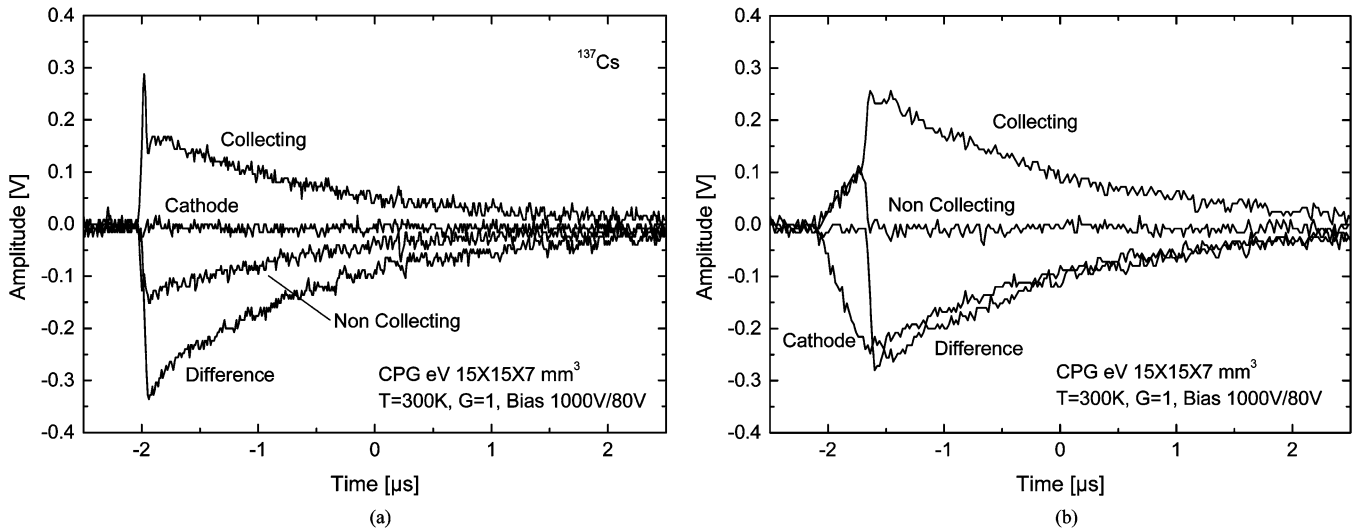 0.4
0.3
0.2
0.1
0.0
-0.1
-0.2
-0.3
-0.4
Amplitude [V]
-2
-1
0
1
2
Time [µs]
¹³⁷Cs
Collecting
Cathode
Non Collecting
Difference
CPG eV 15X15X7 mm³
T=300K, G=1, Bias 1000V/80V
(a)
0.4
0.3
0.2
0.1
0.0
-0.1
-0.2
-0.3
-0.4
Amplitude [V]
-2
-1
0
1
2
Time [µs]
Collecting
Non Collecting
Cathode
Difference
CPG eV 15X15X7 mm³
T=300K, G=1, Bias 1000V/80V
(b)